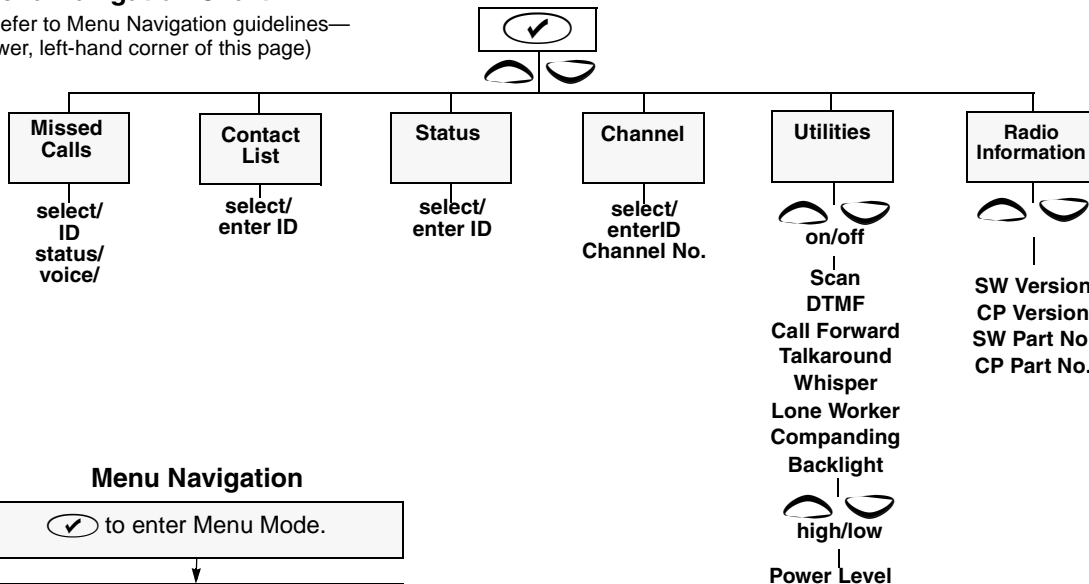 efer to Menu Navigation guidelines—
wer, left-hand corner of this page)
Missed
Calls
select/
ID
status/
voice/
Contact
List
select/
enter ID
Status
select/
enter ID
Channel
select/
enterID
Channel No.
Utilities
on/off
Scan
DTMF
Call Forward
Talkaround
Whisper
Lone Worker
Companding
Backlight
high/low
Power Level
Radio
Information
SW Version
CP Version
SW Part No
CP Part No.
Menu Navigation
to enter Menu Mode.